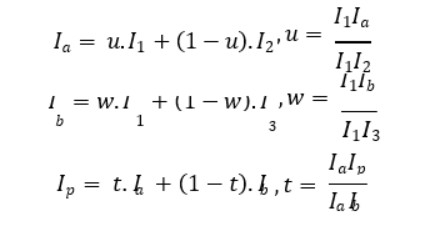 I_a = u.I_1 + (1 − u).I_2, u = I_1I_a / I_1I_2
I_b = w.I_1 + (1 − w).I_3, w = I_1I_b / I_1I_3
I_p = t.I_a + (1 − t).I_b, t = I_aI_p / I_aI_b